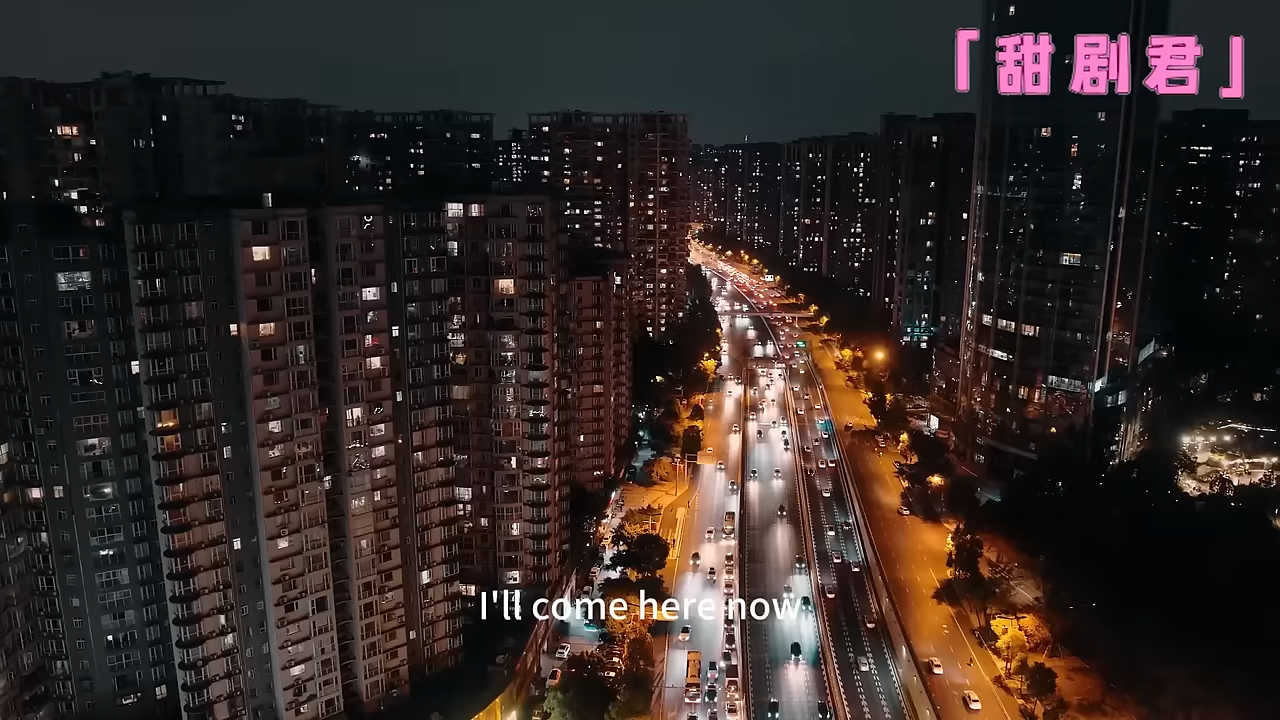 「甜剧君」
I'll come here now